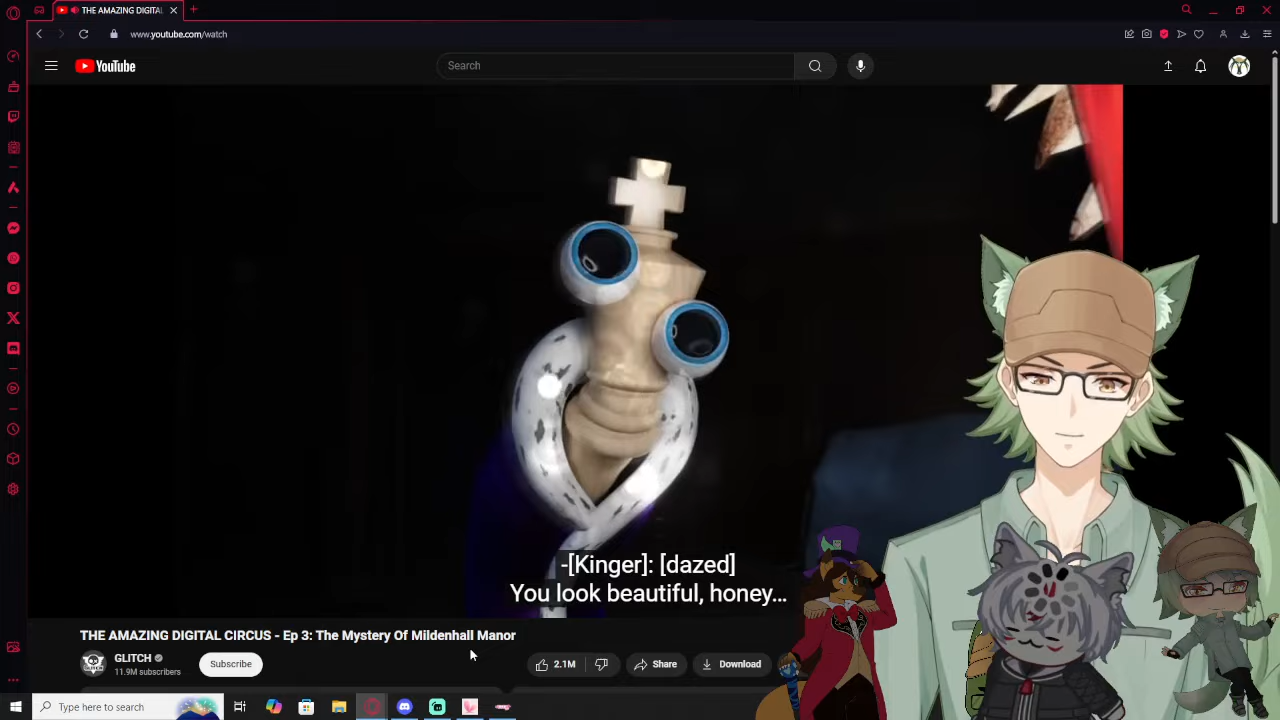 THE AMAZING DIGITAL
www.youtube.com/watch
YouTube
Search
-[Kinger]: [dazed]
You look beautiful, honey...
THE AMAZING DIGITAL CIRCUS - Ep 3: The Mystery Of Mildenhall Manor
GLITCH
11.9M subscribers
Subscribe
2.1M
Share
Download
Type here to search